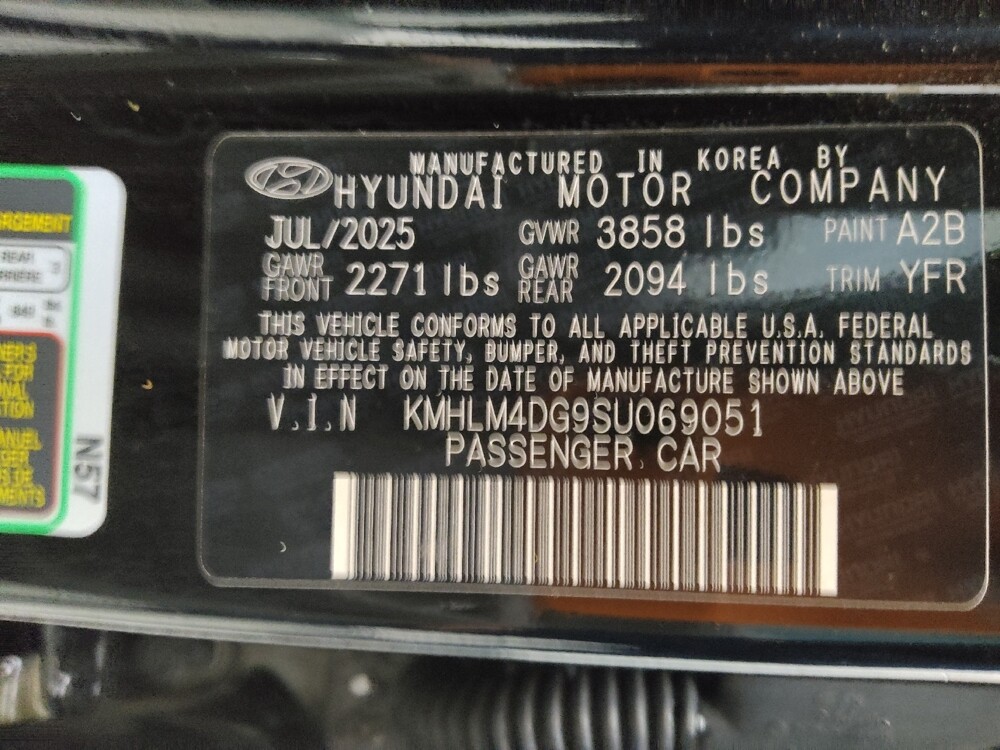 MANUFACTURED IN KOREA BY
HYUNDAI MOTOR COMPANY
JUL/2025 GVWR 3858 lbs PAINT A2B
GAWR FRONT 2271 lbs GAWR REAR 2094 lbs TRIM YFR
THIS VEHICLE CONFORMS TO ALL APPLICABLE U.S.A. FEDERAL
MOTOR VEHICLE SAFETY, BUMPER, AND THEFT PREVENTION STANDARDS
IN EFFECT ON THE DATE OF MANUFACTURE SHOWN ABOVE
V.I.N KMHLM4DG9SU069051
PASSENGER CAR
REAR
N57